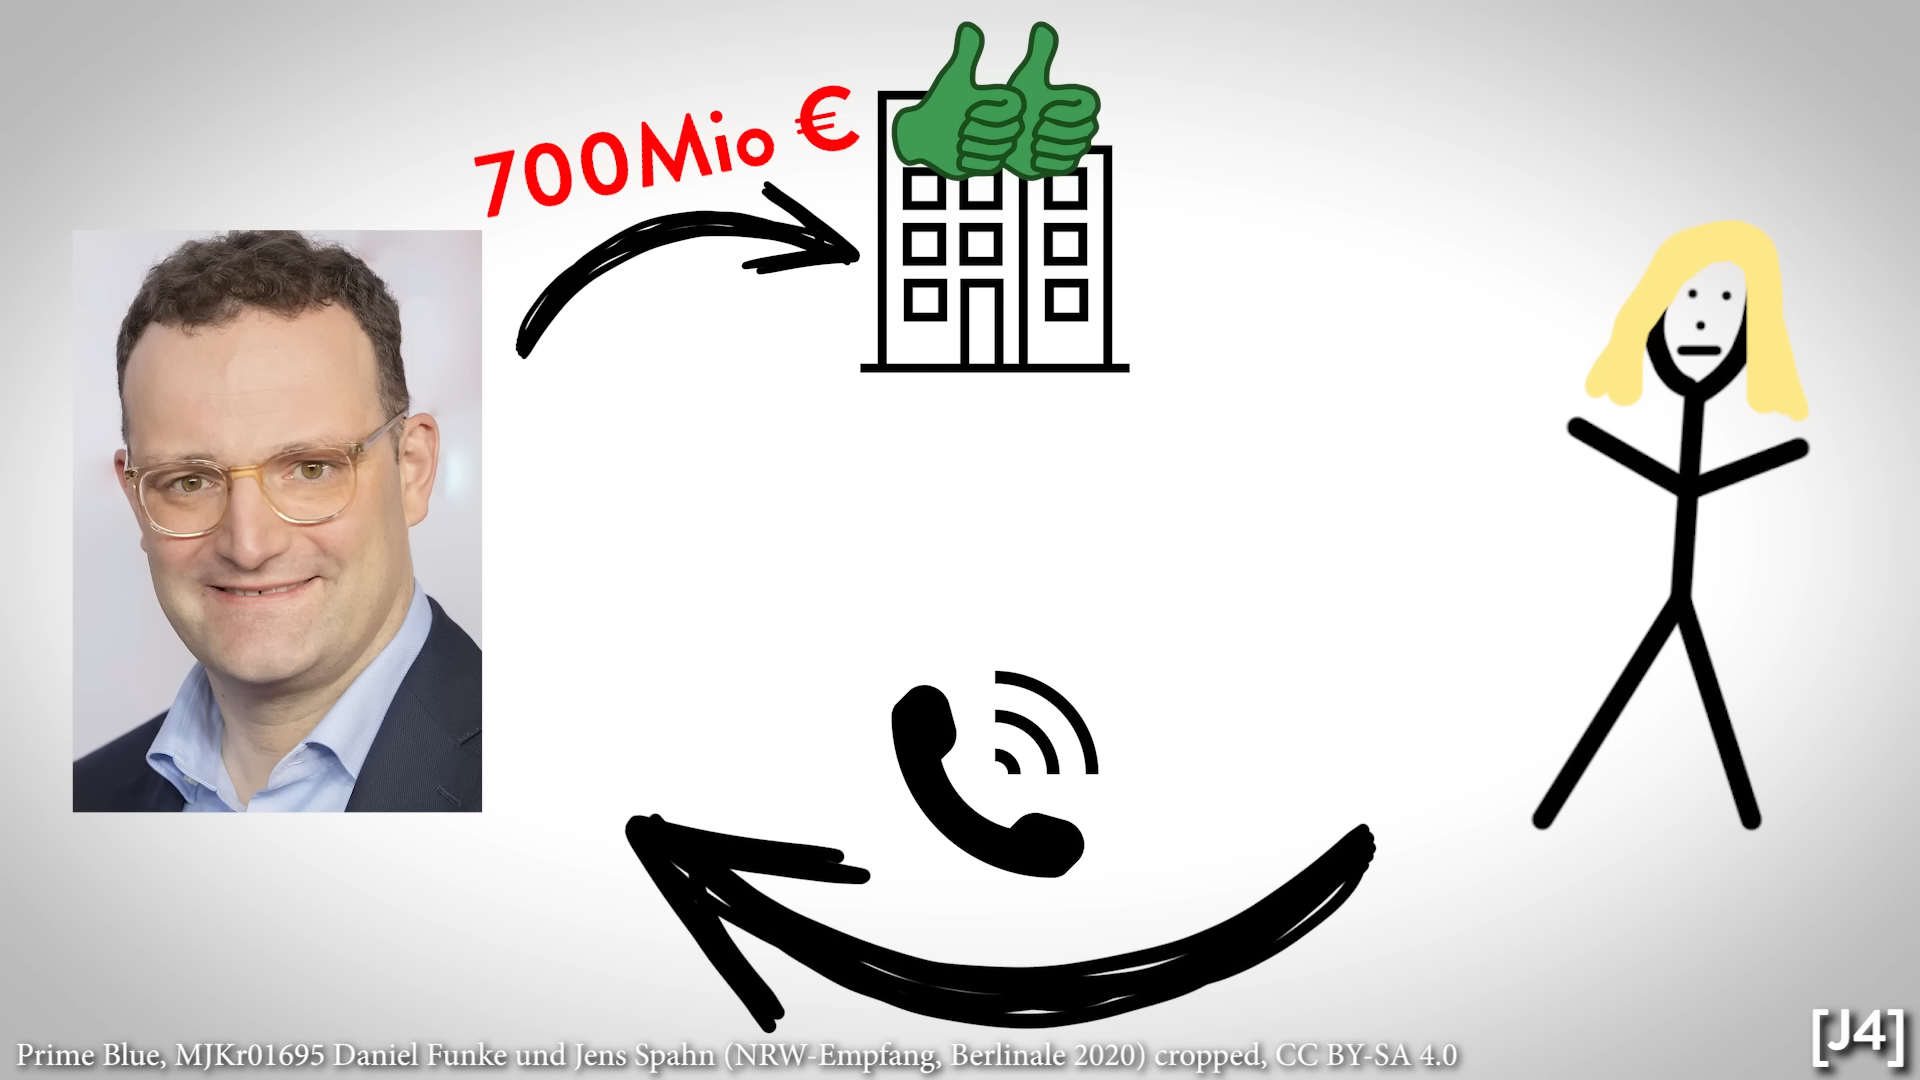 700Mio €
Prime Blue, MJKr01695 Daniel Funke und Jens Spahn (NRW-Empfang, Berlinale 2020) cropped, CC BY-SA 4.0
[J4]